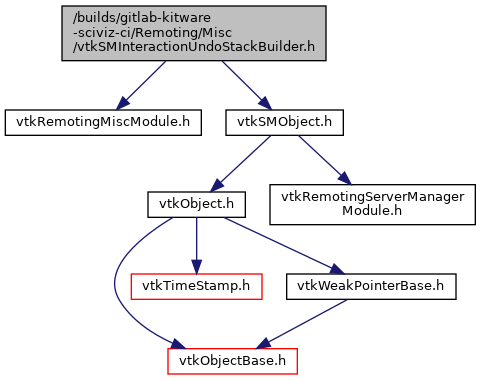 /builds/gitlab-kitware
-sciviz-ci/Remoting/Misc
/vtkSMInteractionUndoStackBuilder.h
vtkRemotingMiscModule.h
vtkSMObject.h
vtkObject.h
vtkRemotingServerManager
Module.h
vtkTimeStamp.h
vtkWeakPointerBase.h
vtkObjectBase.h